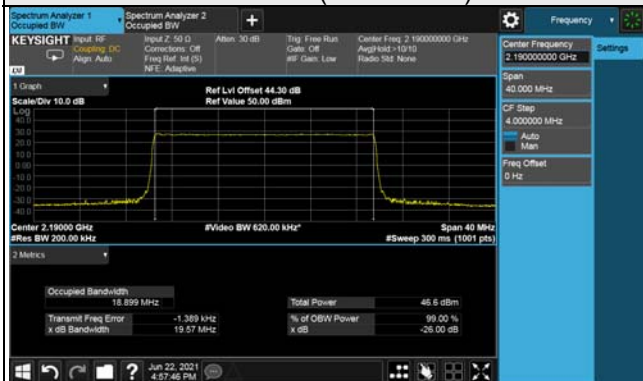 Spectrum Analyzer 1
Occupied BW
Spectrum Analyzer 2
Occupied BW
+
Frequency
KEYSIGHT
Input: RF
Coupling: DC
Align: Auto
Input Z: 50 Ω
Corrections: Off
Freq Ref: Int (S)
NFE: Adaptive
Atten: 30 dB
Trig: Free Run
Gate: Off
#IF Gain: Low
Center Freq: 2.190000000 GHz
Avg|Hold:>10/10
Radio Std: None
Center Frequency
2.190000000 GHz
Settings
Span
40.000 MHz
CF Step
4.000000 MHz
Auto
Man
Freq Offset
0 Hz
1 Graph
Scale/Div 10.0 dB
Ref Lvl Offset 44.30 dB
Ref Value 50.00 dBm
Log
40.0
30.0
20.0
10.0
0.00
-10.0
-20.0
-30.0
-40.0
Center 2.19000 GHz
#Res BW 200.00 kHz
#Video BW 620.00 kHz*
Span 40 MHz
#Sweep 300 ms (1001 pts)
2 Metrics
Occupied Bandwidth
18.899 MHz
Total Power 46.6 dBm
Transmit Freq Error -1.389 kHz
% of OBW Power 99.00 %
x dB Bandwidth 19.57 MHz
x dB -26.00 dB
?
Jun 22, 2021
4:57:46 PM